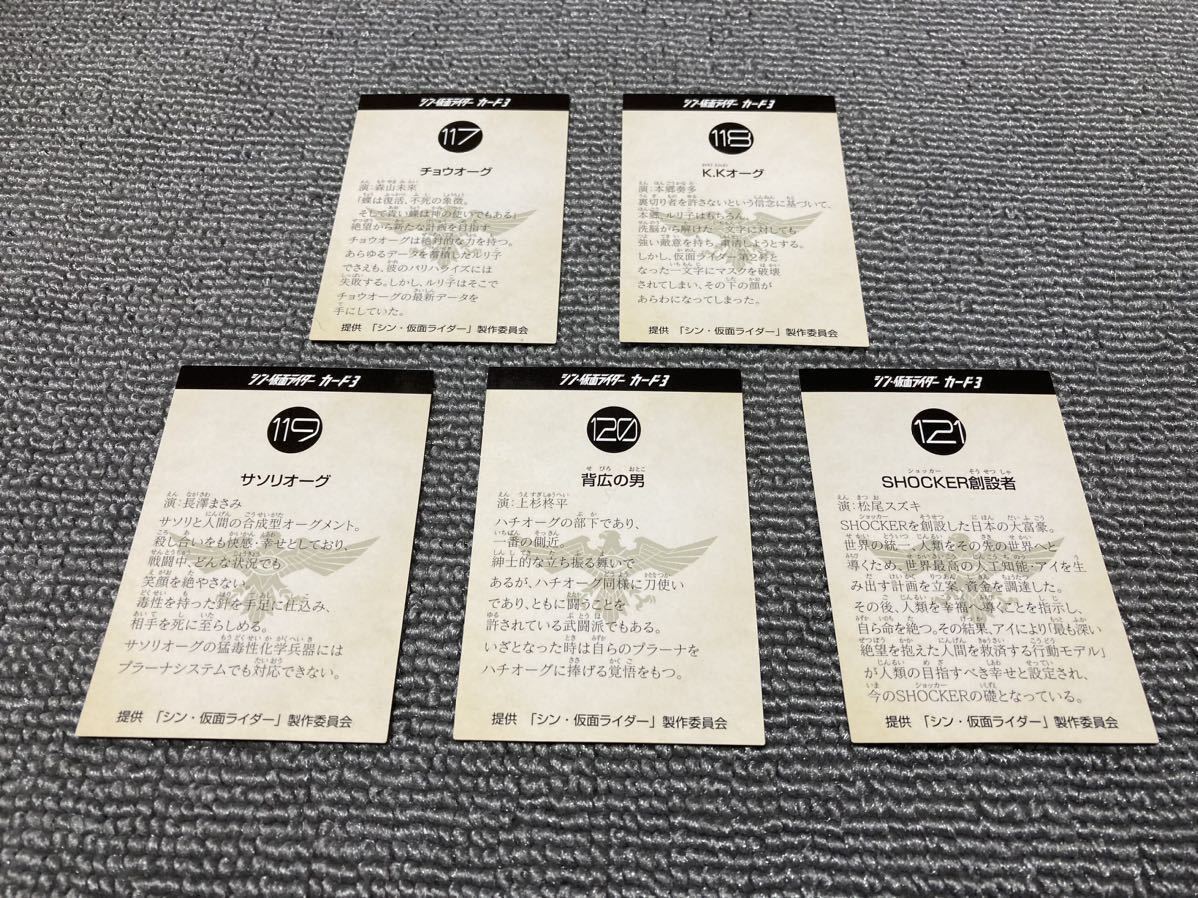 シン・仮面ライダー カード3
117
チョウオーグ
演:森山未來
「蝶は復活、不死の象徴。
そして青い蝶は神の使いでもある」
絶望から新たな計画を目指す
チョウオーグは絶対的な力を持つ。
あらゆるデータを蓄積したルリ子
でさえも、彼のパリハライズには
失敗する。しかし、ルリ子はそこで
チョウオーグの最新データを
手にしていた。
提供 「シン・仮面ライダー」製作委員会
シン・仮面ライダー カード3
118
K.Kオーグ
演:本郷奏多
裏切り者を許さないという信念に基づいて、
本郷、ルリ子はもちろん、
洗脳から解けた一文字に対しても
強い敵意を持ち、粛清しようとする。
しかし、仮面ライダー第2号と
なった一文字にマスクを破壊
されてしまい、その下の顔が
あらわになってしまった。
提供 「シン・仮面ライダー」製作委員会
シン・仮面ライダー カード3
119
サソリオーグ
演:長澤まさみ
サソリと人間の合成型オーグメント。
殺し合いをも快感・幸せとしており、
戦闘中、どんな状況でも
笑顔を絶やさない。
毒性を持った針を手足に仕込み、
相手を死に至らしめる。
サソリオーグの猛毒性化学兵器には
プラーナシステムでも対応できない。
提供 「シン・仮面ライダー」製作委員会
シン・仮面ライダー カード3
120
背広の男
演:上杉柊平
ハチオーグの部下であり、
一番の側近。
紳士的な立ち振る舞いで
あるが、ハチオーグ同様に刀使い
であり、ともに闘うことを
許されている武闘派でもある。
いざとなった時は自らのプラーナを
ハチオーグに捧げる覚悟をもつ。
提供 「シン・仮面ライダー」製作委員会
シン・仮面ライダー カード3
121
SHOCKER創設者
演:松尾スズキ
SHOCKERを創設した日本の大富豪。
世界の統一、人類をその先の世界へと
導くため、世界最高の人工知能・アイを生
み出す計画を立案、資金を調達した。
その後、人類を幸福へ導くことを指示し、
自ら命を絶つ。その結果、アイにより「最も深い
絶望を抱えた人間を救済する行動モデル」
が人類の目指すべき幸せと設定され、
今のSHOCKERの礎となっている。
提供 「シン・仮面ライダー」製作委員会